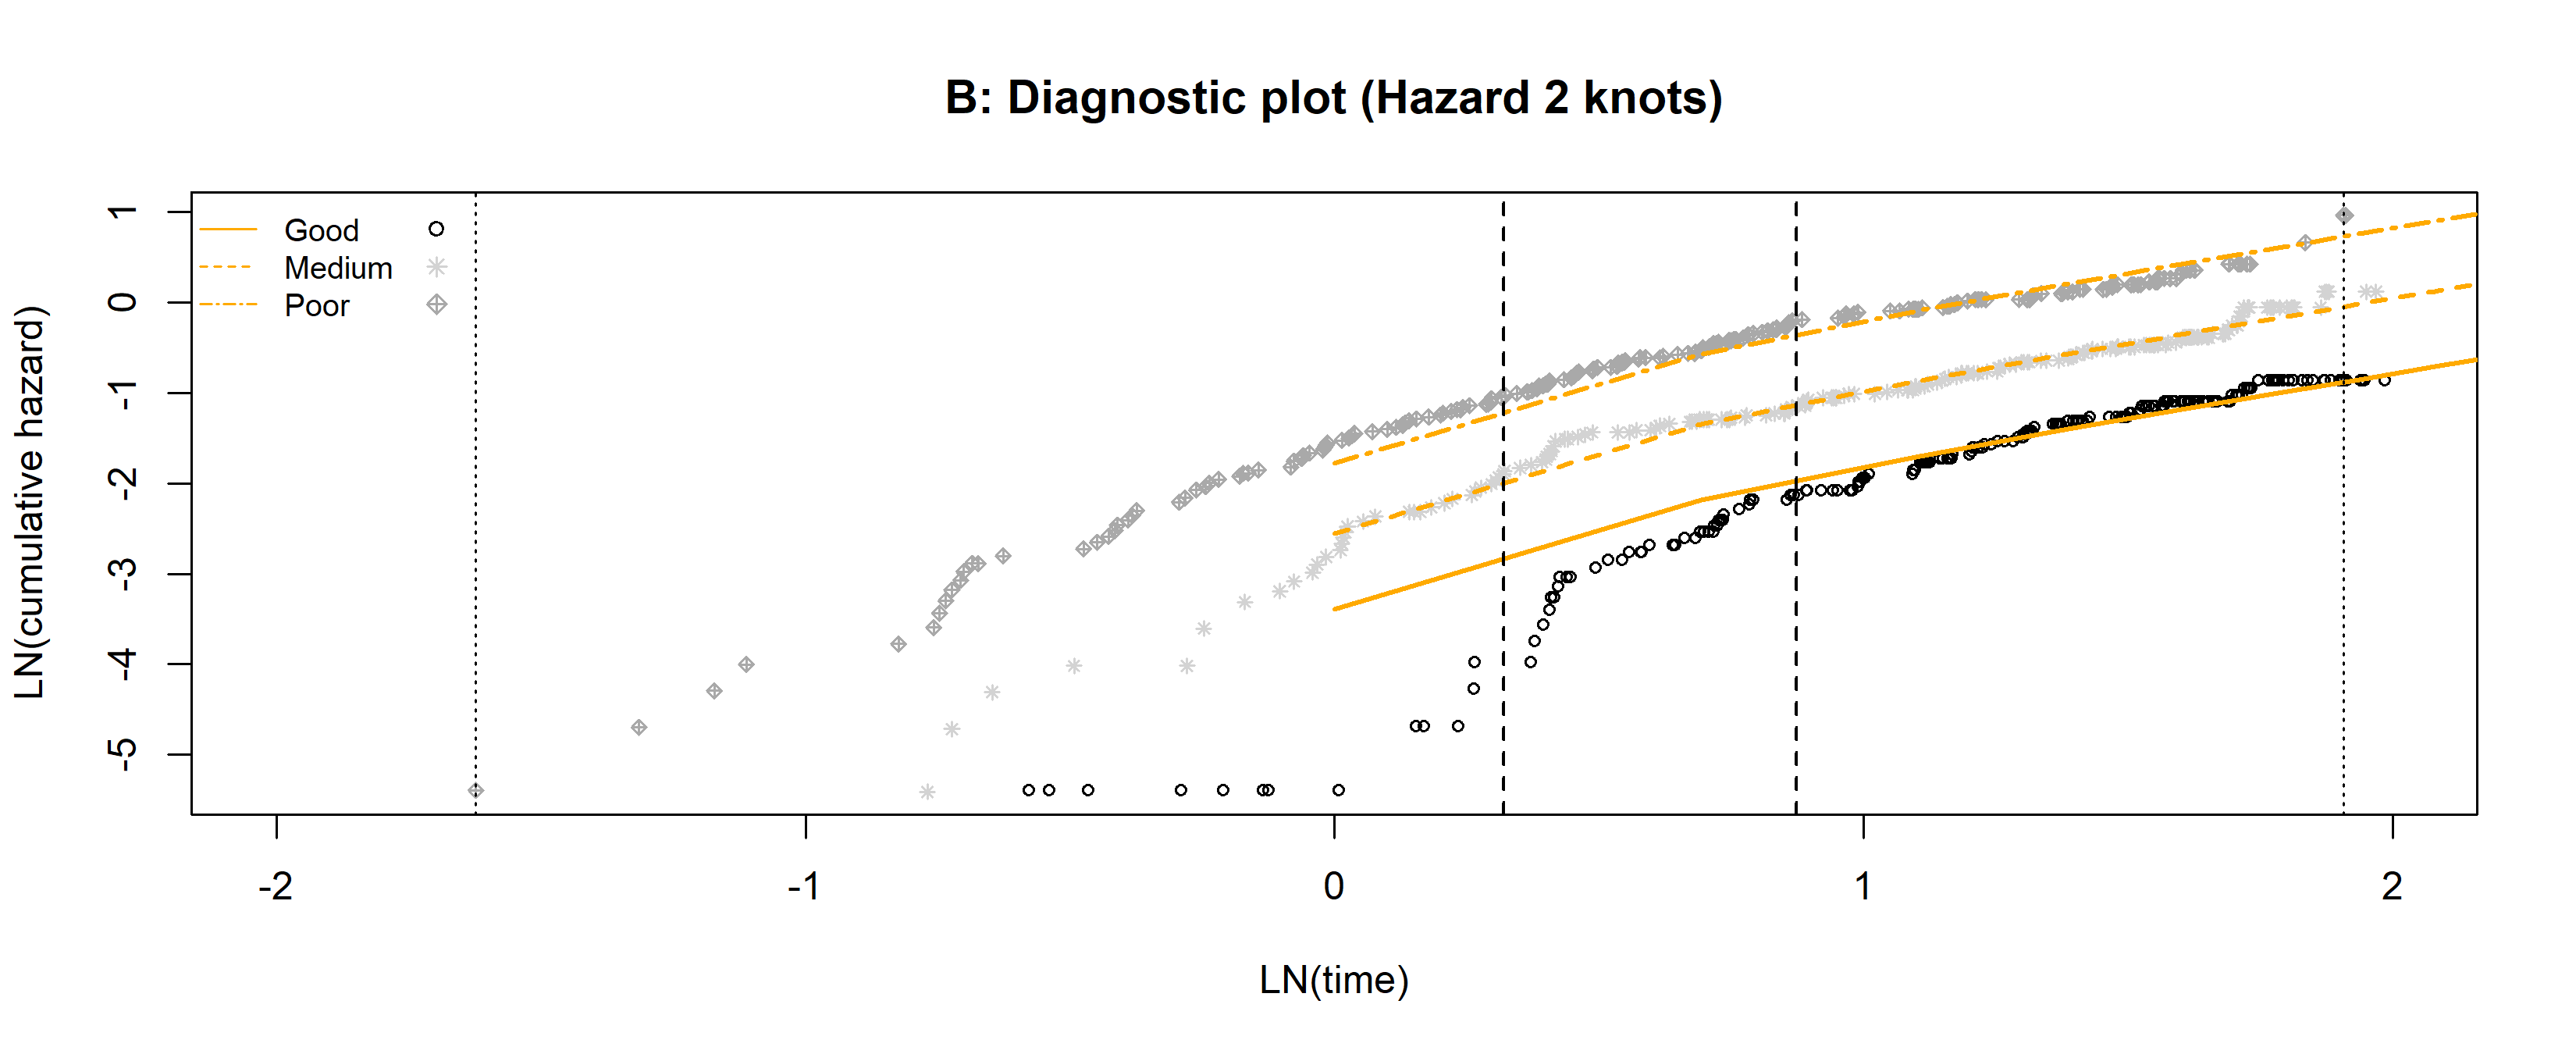 B: Diagnostic plot (Hazard 2 knots)
LN(cumulative hazard)
1
0
-1
-2
-3
-4
-5
Good
Medium
Poor
-2 -1 0 1 2
LN(time)